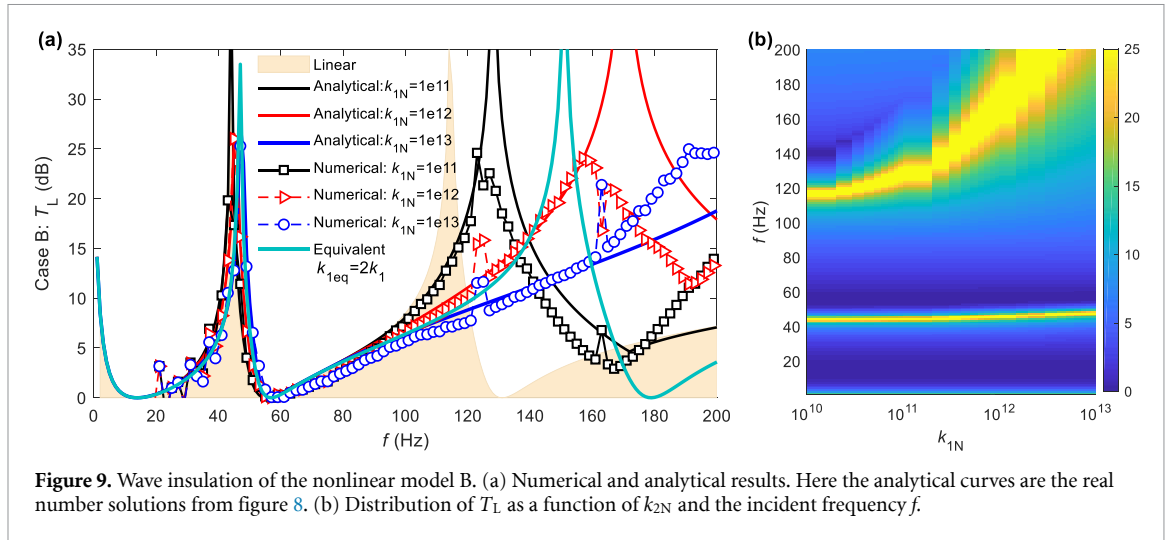 (a)
35
30
25
20
15
10
5
0
Case B: T_L (dB)
0 20 40 60 80 100 120 140 160 180 200
f (Hz)
Linear
Analytical: k_1N=1e11
Analytical: k_1N=1e12
Analytical: k_1N=1e13
Numerical: k_1N=1e11
Numerical: k_1N=1e12
Numerical: k_1N=1e13
Equivalent
k_1eq=2k_1
(b)
200
180
160
140
120
100
80
60
40
20
f (Hz)
10^10 10^11 10^12 10^13
k_1N
25
20
15
10
5
0
Figure 9. Wave insulation of the nonlinear model B. (a) Numerical and analytical results. Here the analytical curves are the real
number solutions from figure 8. (b) Distribution of T_L as a function of k_2N and the incident frequency f.